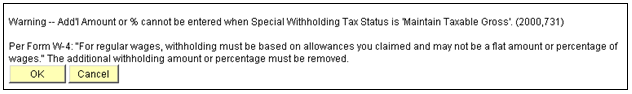 Warning -- Add'l Amount or % cannot be entered when Special Withholding Tax Status is 'Maintain Taxable Gross'. (2000,731)
Per Form W-4: "For regular wages, withholding must be based on allowances you claimed and may not be a flat amount or percentage of
wages." The additional withholding amount or percentage must be removed.
OK Cancel